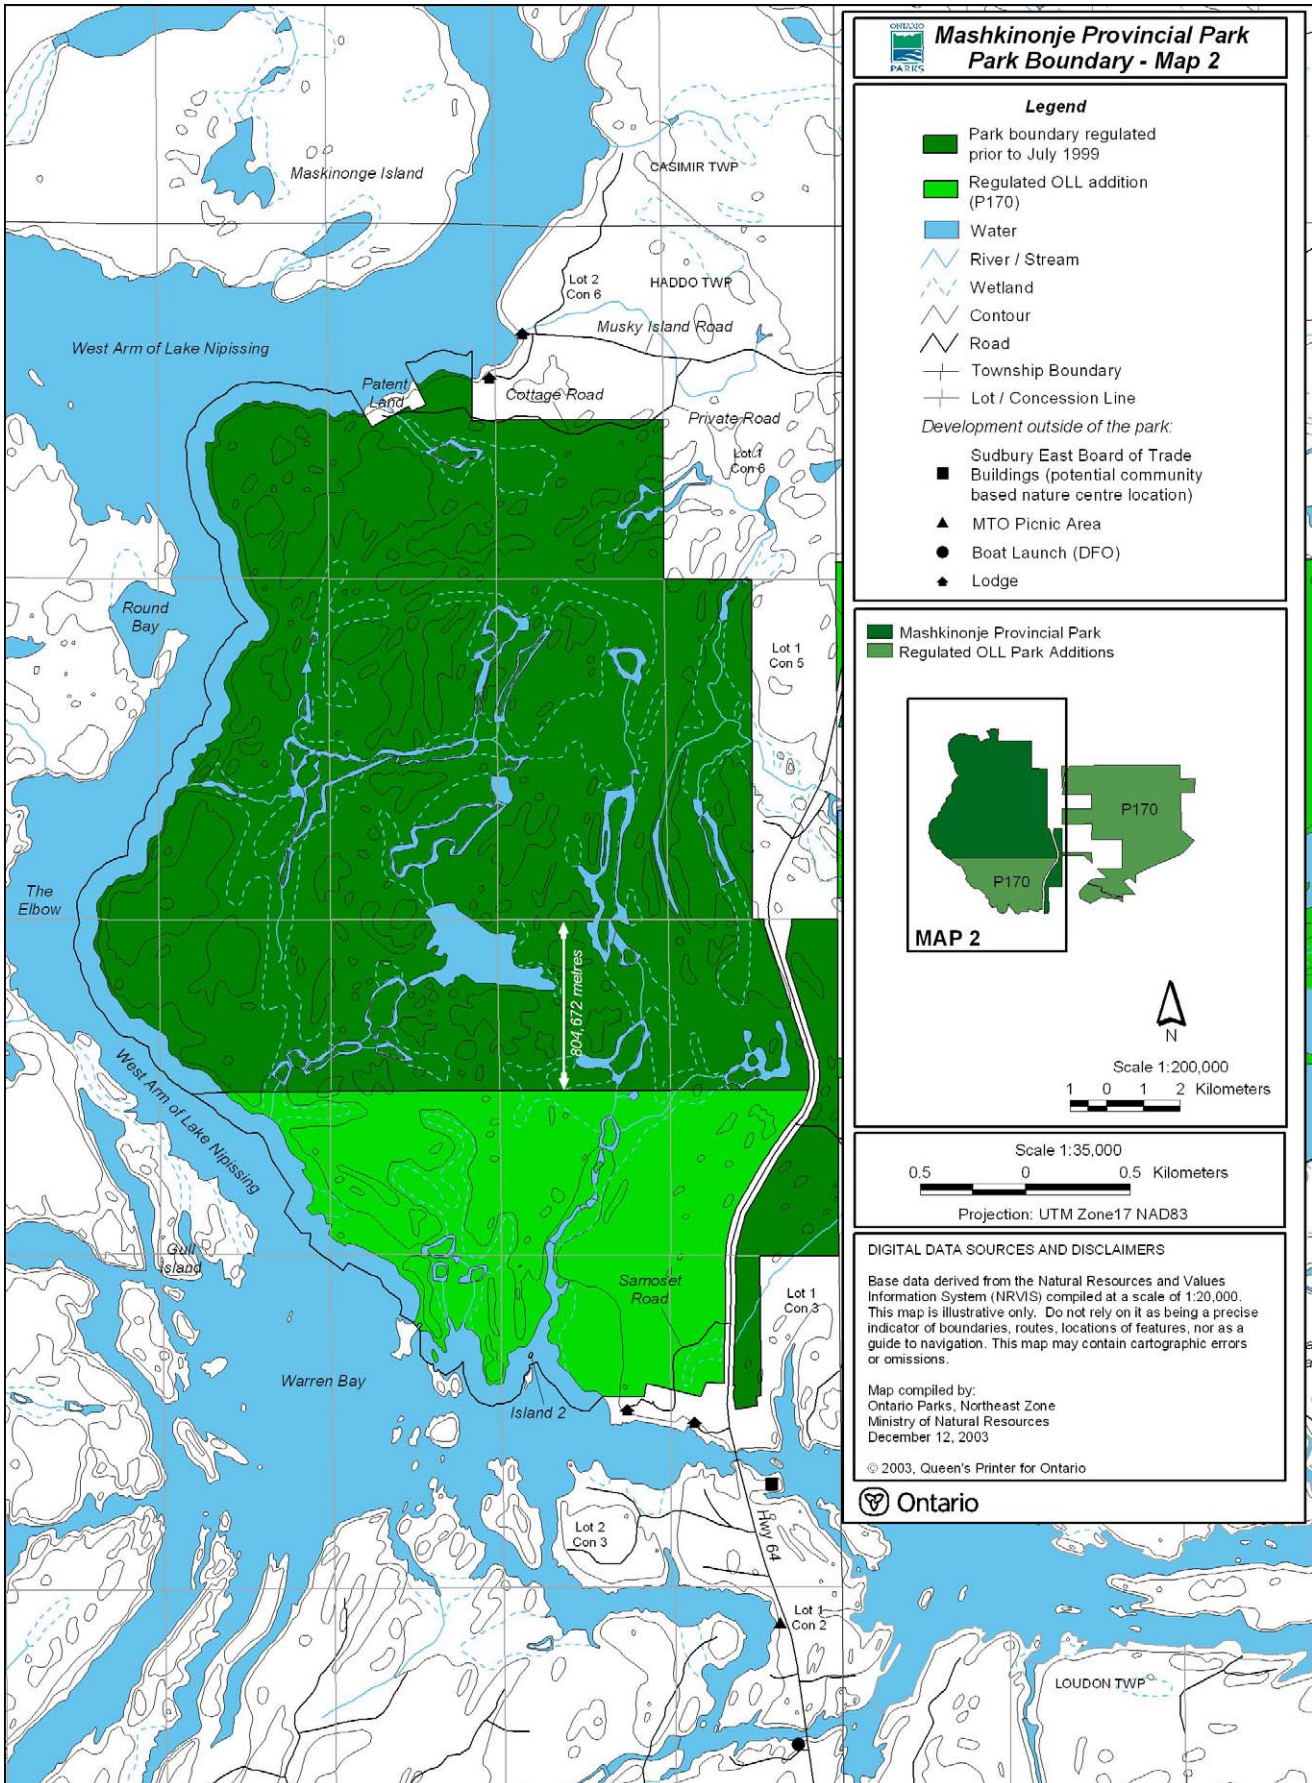 ONTARIO
PARKS
Mashkinonje Provincial Park
Park Boundary - Map 2
Legend
Park boundary regulated
prior to July 1999
Regulated OLL addition
(P170)
Water
River / Stream
Wetland
Contour
Road
Township Boundary
Lot / Concession Line
Development outside of the park:
Sudbury East Board of Trade
Buildings (potential community
based nature centre location)
MTO Picnic Area
Boat Launch (DFO)
Lodge
Mashkinonje Provincial Park
Regulated OLL Park Additions
P170
P170
MAP 2
N
Scale 1:200,000
1 0 1 2 Kilometers
Scale 1:35,000
0.5 0 0.5 Kilometers
Projection: UTM Zone17 NAD83
DIGITAL DATA SOURCES AND DISCLAIMERS
Base data derived from the Natural Resources and Values
Information System (NRVIS) compiled at a scale of 1:20,000.
This map is illustrative only. Do not rely on it as being a precise
indicator of boundaries, routes, locations of features, nor as a
guide to navigation. This map may contain cartographic errors
or omissions.
Map compiled by:
Ontario Parks, Northeast Zone
Ministry of Natural Resources
December 12, 2003
© 2003, Queen's Printer for Ontario
Ontario
Maskinonge Island
CASIMIR TWP
HADDO TWP
Lot 2
Con 6
Musky Island Road
West Arm of Lake Nipissing
Patent
Land
Cottage Road
Private Road
Lot 1
Con 6
Round
Bay
Lot 1
Con 5
The
Elbow
804,672 metres
West Arm of Lake Nipissing
Gull
Island
Samoset
Road
Lot 1
Con 3
Warren Bay
Island 2
Lot 2
Con 3
Hwy 64
Lot 1
Con 2
LOUDON TWP